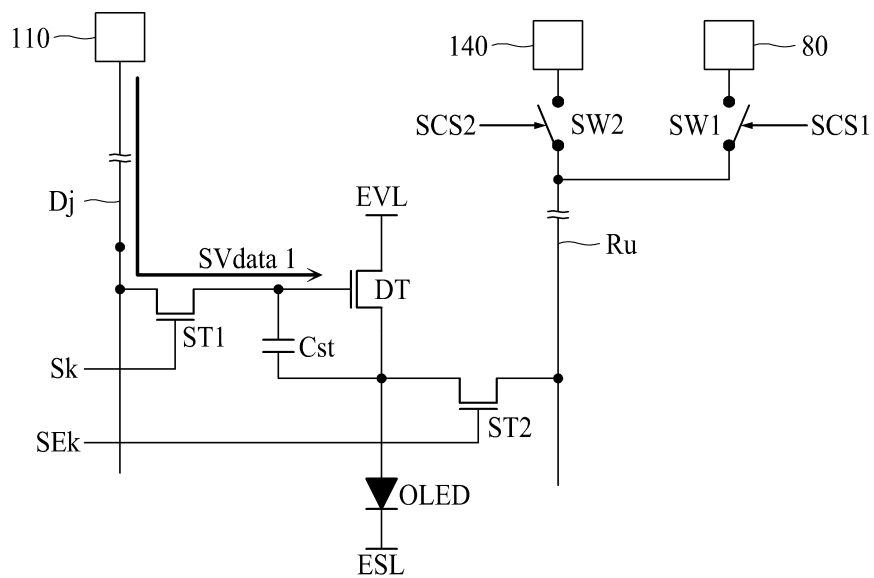 110
140
80
SCS2
SW2
SW1
SCS1
Dj
EVL
Ru
SVdata 1
DT
ST1
Cst
Sk
ST2
SEk
OLED
ESL